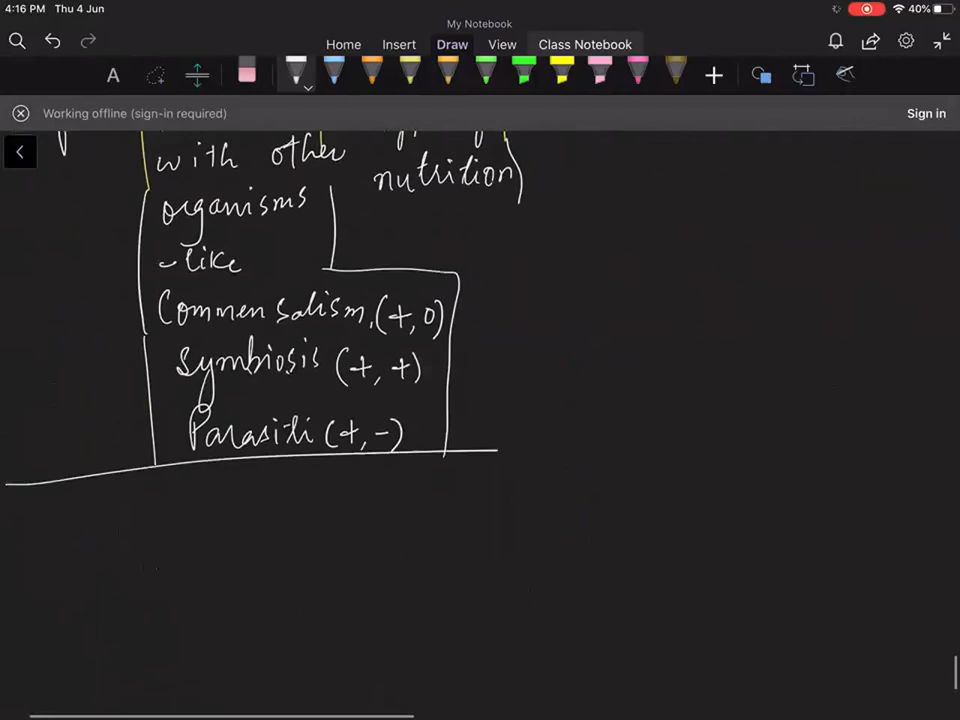 4:16 PM Thu 4 Jun
40%
My Notebook
Home Insert Draw View Class Notebook
A
Working offline (sign-in required) Sign in
with other
nutrition)
organisms
-like
Commensalism, (+, 0)
Symbiosis (+, +)
Parasiti (+, -)